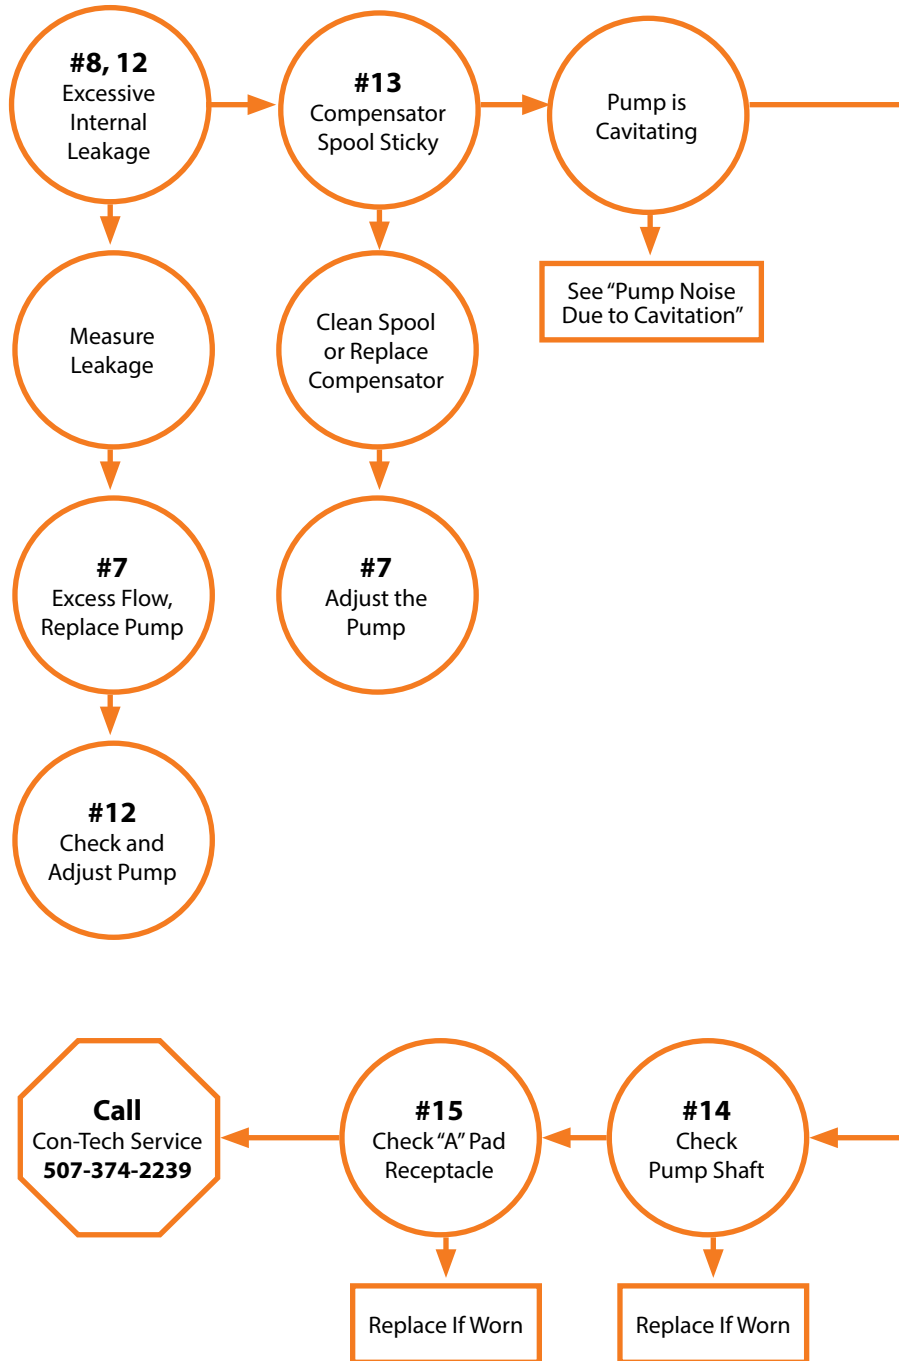 #8, 12
Excessive
Internal
Leakage
#13
Compensator
Spool Sticky
Pump is
Cavitating
Measure
Leakage
Clean Spool
or Replace
Compensator
See “Pump Noise
Due to Cavitation”
#7
Excess Flow,
Replace Pump
#7
Adjust the
Pump
#12
Check and
Adjust Pump
Call
Con-Tech Service
507-374-2239
#15
Check “A” Pad
Receptacle
#14
Check
Pump Shaft
Replace If Worn
Replace If Worn